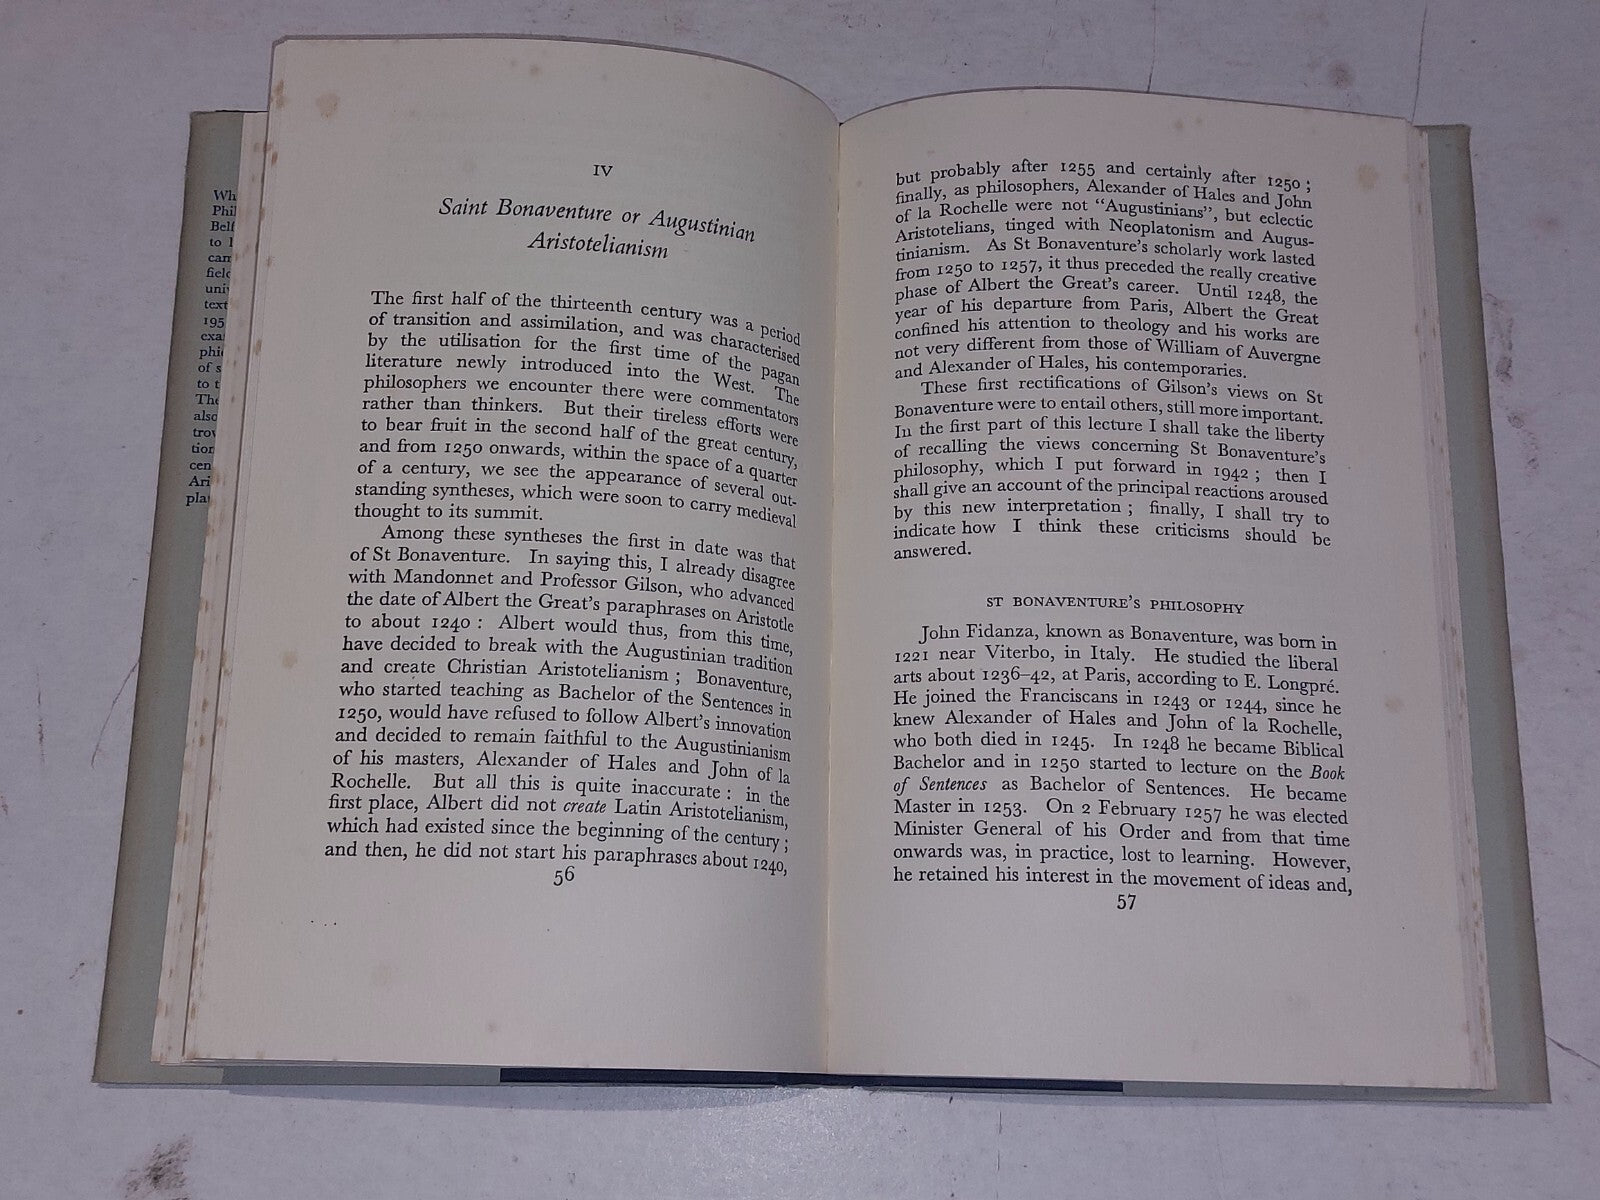 Wh
Phil
Belf
to l
cam
field
univ
text
195
exa
phi
of s
to t
The
also
trov
tion
cen
Ari
pla
IV
Saint Bonaventure or Augustinian
Aristotelianism
The first half of the thirteenth century was a period
of transition and assimilation, and was characterised
by the utilisation for the first time of the pagan
literature newly introduced into the West. The
philosophers we encounter there were commentators
rather than thinkers. But their tireless efforts were
to bear fruit in the second half of the great century,
and from 1250 onwards, within the space of a quarter
of a century, we see the appearance of several out-
standing syntheses, which were soon to carry medieval
thought to its summit.
Among these syntheses the first in date was that
of St Bonaventure. In saying this, I already disagree
with Mandonnet and Professor Gilson, who advanced
the date of Albert the Great's paraphrases on Aristotle
to about 1240 : Albert would thus, from this time,
have decided to break with the Augustinian tradition
and create Christian Aristotelianism ; Bonaventure,
who started teaching as Bachelor of the Sentences in
1250, would have refused to follow Albert's innovation
and decided to remain faithful to the Augustinianism
of his masters, Alexander of Hales and John of la
Rochelle. But all this is quite inaccurate : in the
first place, Albert did not create Latin Aristotelianism,
which had existed since the beginning of the century ;
and then, he did not start his paraphrases about 1240,
56
but probably after 1255 and certainly after 1250 ;
finally, as philosophers, Alexander of Hales and John
of la Rochelle were not "Augustinians", but eclectic
Aristotelians, tinged with Neoplatonism and Augus-
tinianism. As St Bonaventure's scholarly work lasted
from 1250 to 1257, it thus preceded the really creative
phase of Albert the Great's career. Until 1248, the
year of his departure from Paris, Albert the Great
confined his attention to theology and his works are
not very different from those of William of Auvergne
and Alexander of Hales, his contemporaries.
These first rectifications of Gilson's views on St
Bonaventure were to entail others, still more important.
In the first part of this lecture I shall take the liberty
of recalling the views concerning St Bonaventure's
philosophy, which I put forward in 1942 ; then I
shall give an account of the principal reactions aroused
by this new interpretation ; finally, I shall try to
indicate how I think these criticisms should be
answered.
ST BONAVENTURE'S PHILOSOPHY
John Fidanza, known as Bonaventure, was born in
1221 near Viterbo, in Italy. He studied the liberal
arts about 1236–42, at Paris, according to E. Longpré.
He joined the Franciscans in 1243 or 1244, since he
knew Alexander of Hales and John of la Rochelle,
who both died in 1245. In 1248 he became Biblical
Bachelor and in 1250 started to lecture on the Book
of Sentences as Bachelor of Sentences. He became
Master in 1253. On 2 February 1257 he was elected
Minister General of his Order and from that time
onwards was, in practice, lost to learning. However,
he retained his interest in the movement of ideas and,
57